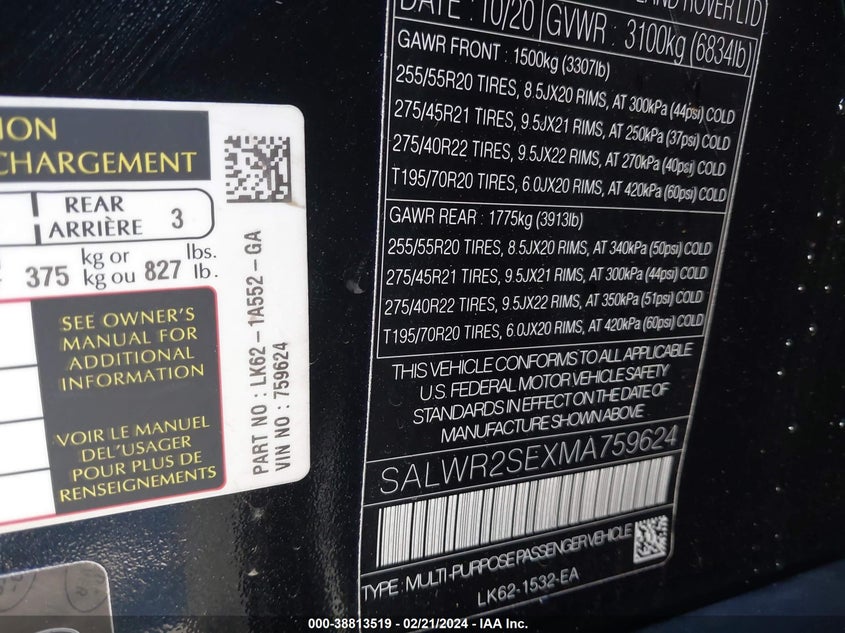 ION
CHARGEMENT
REAR
ARRIÈRE 3
375 kg or
kg ou 827 lbs.
lb.
SEE OWNER'S
MANUAL FOR
ADDITIONAL
INFORMATION
VOIR LE MANUEL
DEL'USAGER
POUR PLUS DE
RENSEIGNEMENTS
PART NO : LK62-1A552-GA
VIN NO : 759624
LAND ROVER LTD
DATE : 10/20 GVWR : 3100kg (6834lb)
GAWR FRONT : 1500kg (3307lb)
255/55R20 TIRES, 8.5JX20 RIMS, AT 300kPa (44psi) COLD
275/45R21 TIRES, 9.5JX21 RIMS, AT 250kPa (37psi) COLD
275/40R22 TIRES, 9.5JX22 RIMS, AT 270kPa (40psi) COLD
T195/70R20 TIRES, 6.0JX20 RIMS, AT 420kPa (60psi) COLD
GAWR REAR : 1775kg (3913lb)
255/55R20 TIRES, 8.5JX20 RIMS, AT 340kPa (50psi) COLD
275/45R21 TIRES, 9.5JX21 RIMS, AT 300kPa (44psi) COLD
275/40R22 TIRES, 9.5JX22 RIMS, AT 350kPa (51psi) COLD
T195/70R20 TIRES, 6.0JX20 RIMS, AT 420kPa (60psi) COLD
THIS VEHICLE CONFORMS TO ALL APPLICABLE
U.S. FEDERAL MOTOR VEHICLE SAFETY
STANDARDS IN EFFECT ON THE DATE OF
MANUFACTURE SHOWN ABOVE
SALWR2SEXMA759624
TYPE : MULTI-PURPOSE PASSENGER VEHICLE
LK62-1532-EA
000-38813519 - 02/21/2024 - IAA Inc.